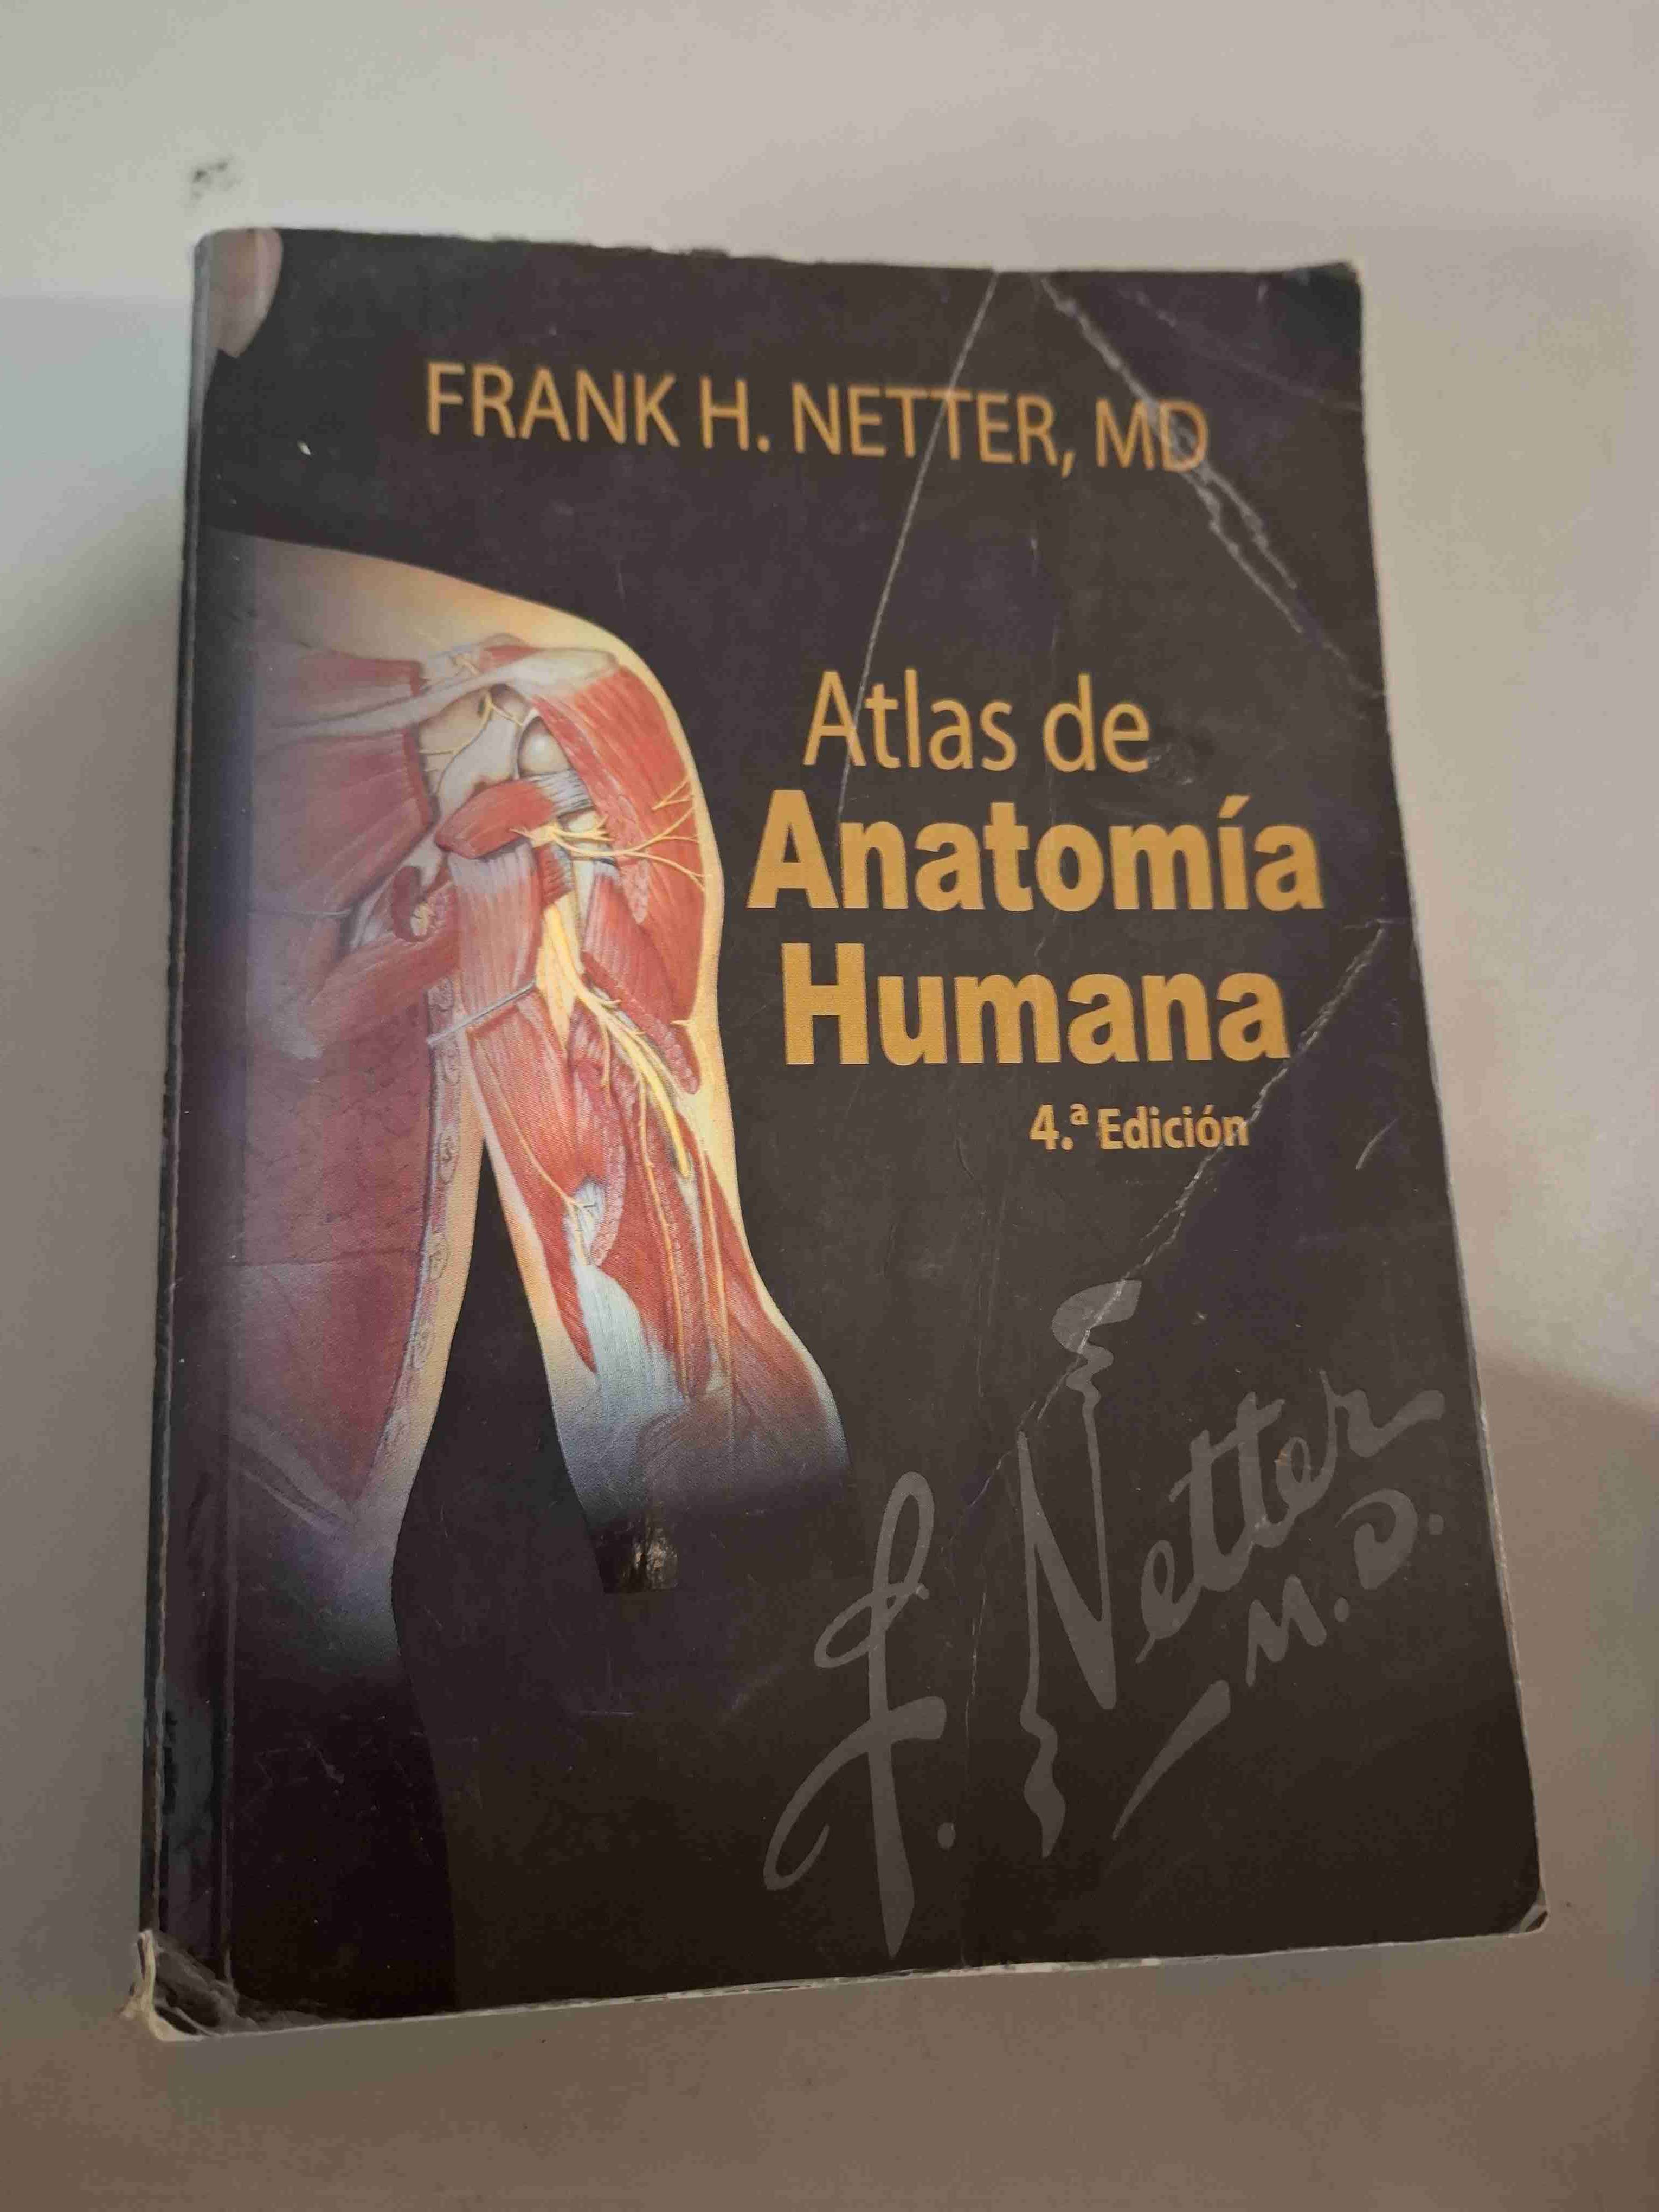 FRANK H. NETTER, MD
Atlas de
Anatomía
Humana
4.ª Edición
F. Netter
M.D.